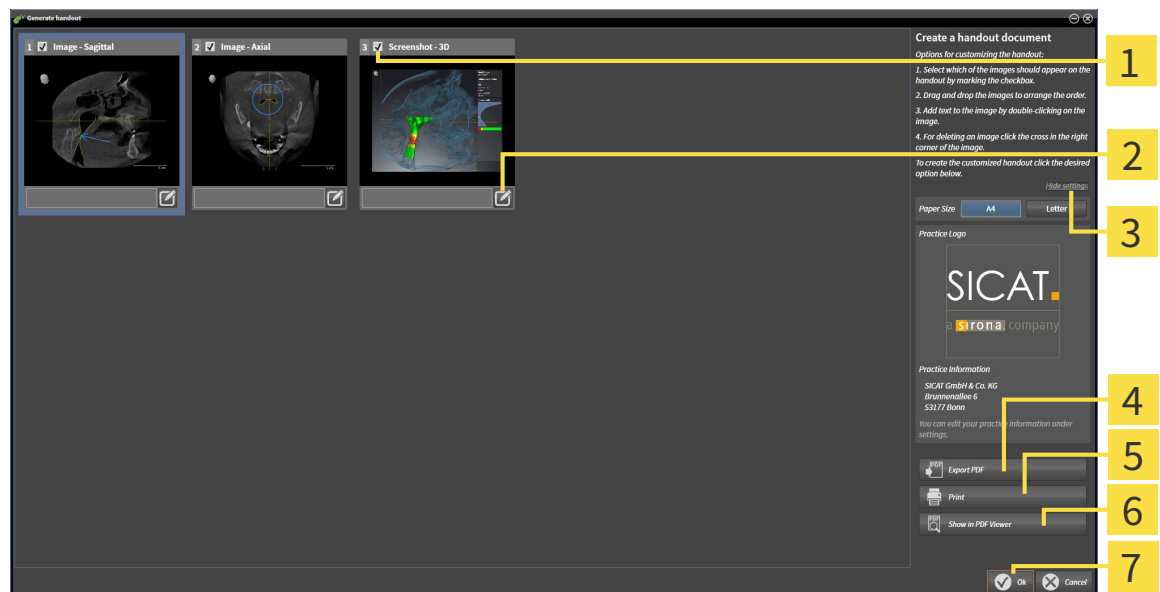 Generate handout
1 Image - Sagittal
2 Image - Axial
3 Screenshot - 3D
Create a handout document
Options for customizing the handout:
1. Select which of the images should appear on the
handout by marking the checkbox.
2. Drag and drop the images to arrange the order.
3. Add text to the image by double-clicking on the
image.
4. For deleting an image click the cross in the right
corner of the image.
To create the customized handout click the desired
option below.
Hide settings
Paper Size A4 Letter
Practice Logo
SICAT.
a sirona. company
Practice Information
SICAT GmbH & Co. KG
Brunnenallee 6
53177 Bonn
You can edit your practice information under
settings.
PDF Export PDF
Print
PDF Show in PDF Viewer
Ok Cancel
1
2
3
4
5
6
7